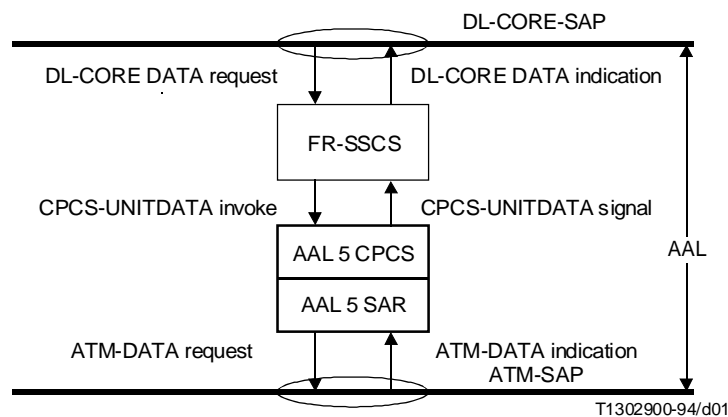 DL-CORE-SAP
DL-CORE DATA request
DL-CORE DATA indication
FR-SSCS
CPCS-UNITDATA invoke
CPCS-UNITDATA signal
AAL 5 CPCS
AAL
AAL 5 SAR
ATM-DATA request
ATM-DATA indication
ATM-SAP
T1302900-94/d01